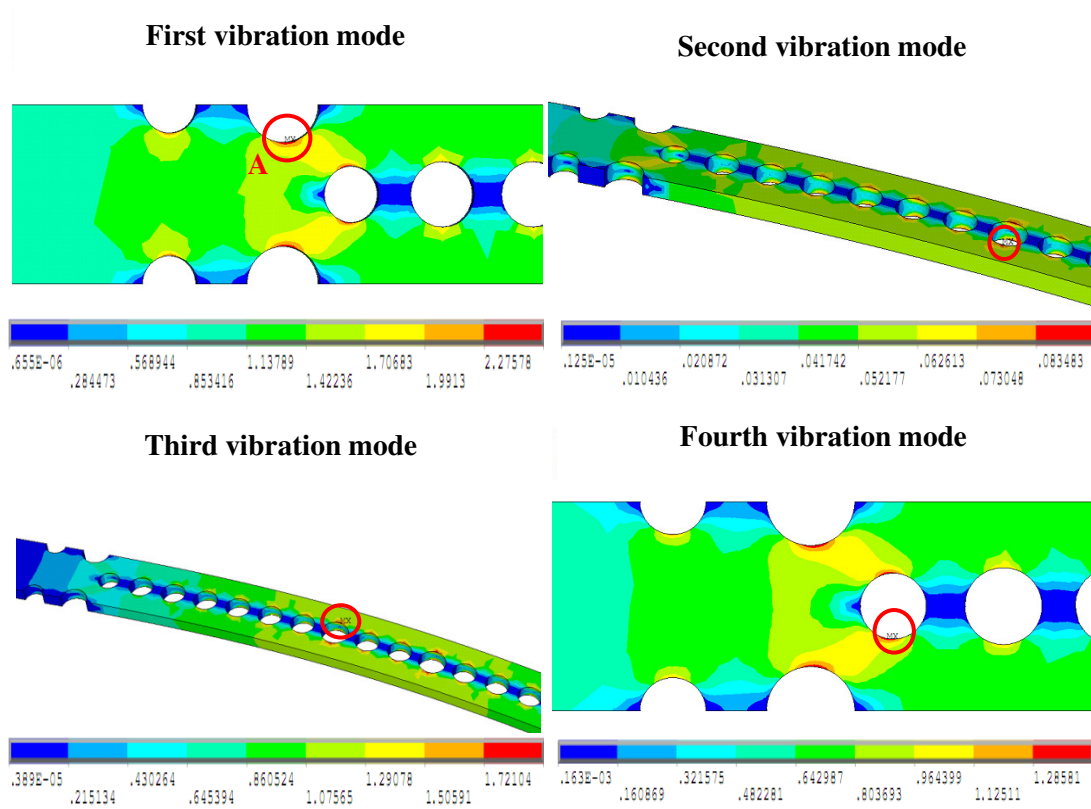 First vibration mode
Second vibration mode
MX
A
MX
.655E-06 .568944 1.13789 1.70683 2.27578
.284473 .853416 1.42236 1.9913
.125E-05 .020872 .041742 .062613 .083483
.010436 .031307 .052177 .073048
Third vibration mode
Fourth vibration mode
MX
MX
.389E-05 .430264 .860524 1.29078 1.72104
.215134 .645394 1.07565 1.50591
.163E-03 .321575 .642987 .964399 1.28581
.160869 .482281 .803693 1.12511